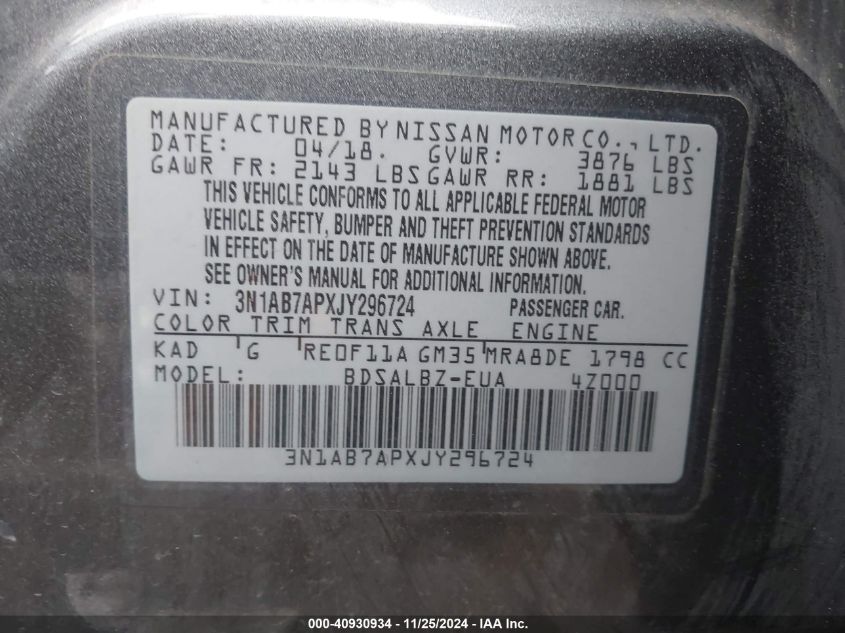 MANUFACTURED BY NISSAN MOTOR CO., LTD.
DATE: 04/18. GVWR: 3876 LBS
GAWR FR: 2143 LBS GAWR RR: 1881 LBS
THIS VEHICLE CONFORMS TO ALL APPLICABLE FEDERAL MOTOR
VEHICLE SAFETY, BUMPER AND THEFT PREVENTION STANDARDS
IN EFFECT ON THE DATE OF MANUFACTURE SHOWN ABOVE.
SEE OWNER'S MANUAL FOR ADDITIONAL INFORMATION.
VIN: 3N1AB7APXJY296724 PASSENGER CAR.
COLOR TRIM TRANS AXLE ENGINE
KAD G RE0F11A GM35 MRA8DE 1798 CC
MODEL: BDSALBZ-EUA 4Z000
3N1AB7APXJY296724
000-40930934 - 11/25/2024 - IAA Inc.